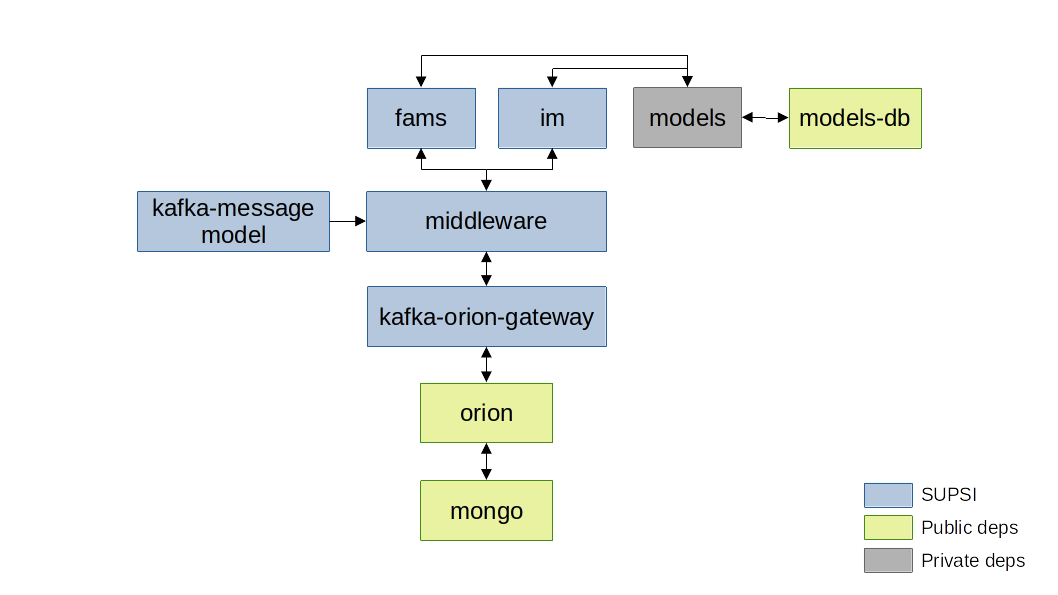 fams
im
models
models-db
kafka-message
model
middleware
kafka-orion-gateway
orion
mongo
SUPSI
Public deps
Private deps